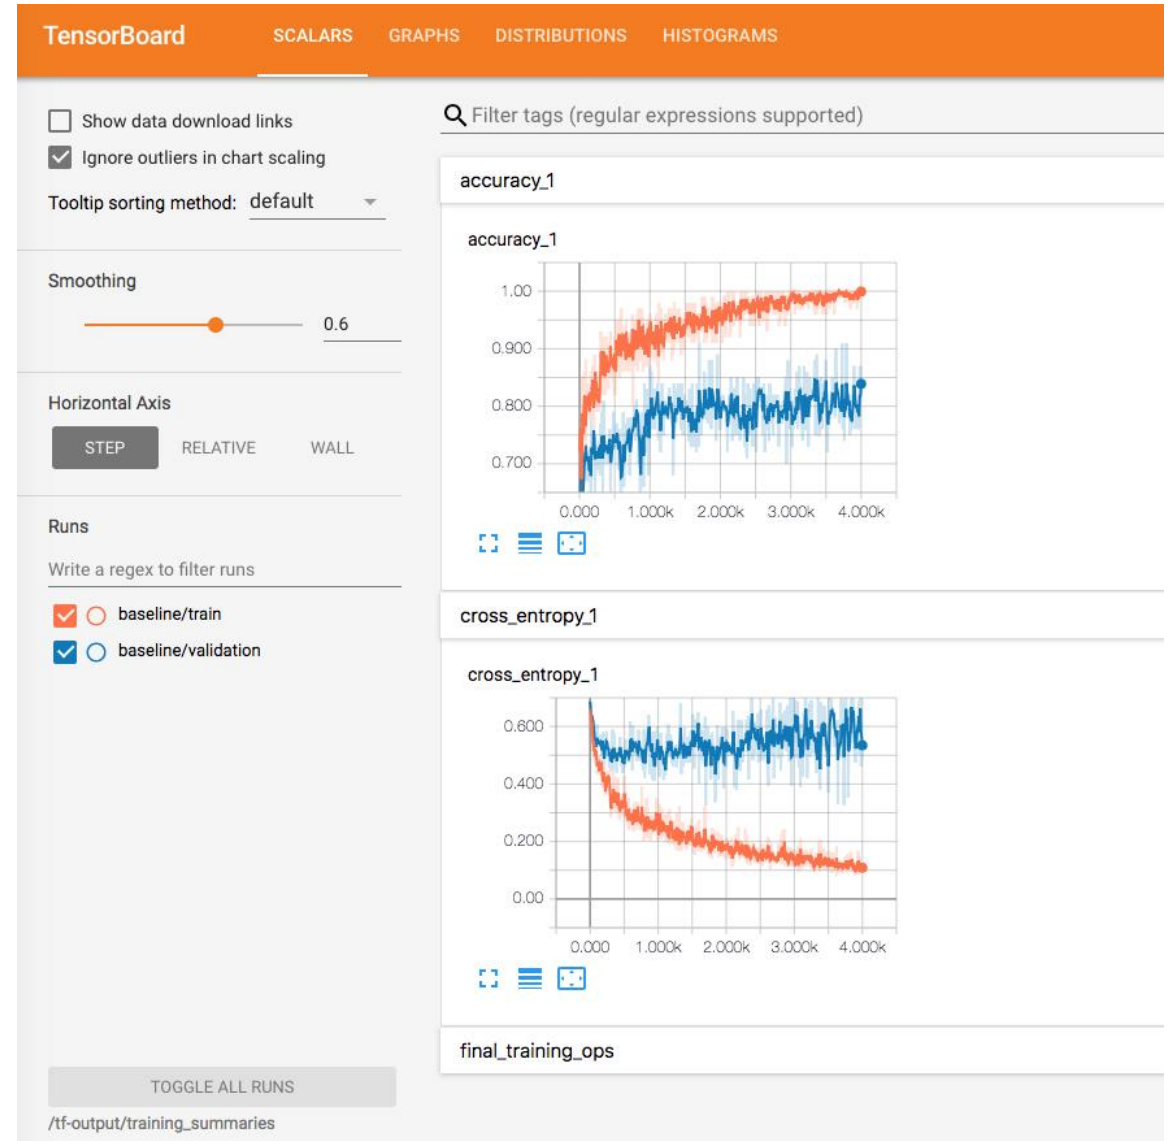 TensorBoard SCALARS GRAPHS DISTRIBUTIONS HISTOGRAMS
Show data download links
Ignore outliers in chart scaling
Tooltip sorting method: default
Smoothing
0.6
Horizontal Axis
STEP RELATIVE WALL
Runs
Write a regex to filter runs
baseline/train
baseline/validation
TOGGLE ALL RUNS
/tf-output/training_summaries
Filter tags (regular expressions supported)
accuracy_1
accuracy_1
1.00
0.900
0.800
0.700
0.000 1.000k 2.000k 3.000k 4.000k
cross_entropy_1
cross_entropy_1
0.600
0.400
0.200
0.00
0.000 1.000k 2.000k 3.000k 4.000k
final_training_ops